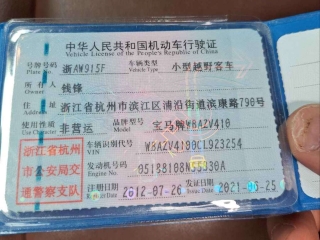 中华人民共和国机动车行驶证
Vehicle License of the People's Republic of China
号牌号码 浙AW915F 车辆类型 小型越野客车
Plate No. Vehicle Type
所有人 钱锋
Owner
住址 浙江省杭州市滨江区浦沿街道滨康路790号
Address
使用性质 非营运 品牌型号 宝马牌WBAZV410
Use Character Model
浙江省杭州市公安局交通警察支队
车辆识别代号 WBAZV4100CL923254
VIN
发动机号码
Engine No.
注册日期 2012-07-26 发证日期 2021-05-25
Register Date Issue Date